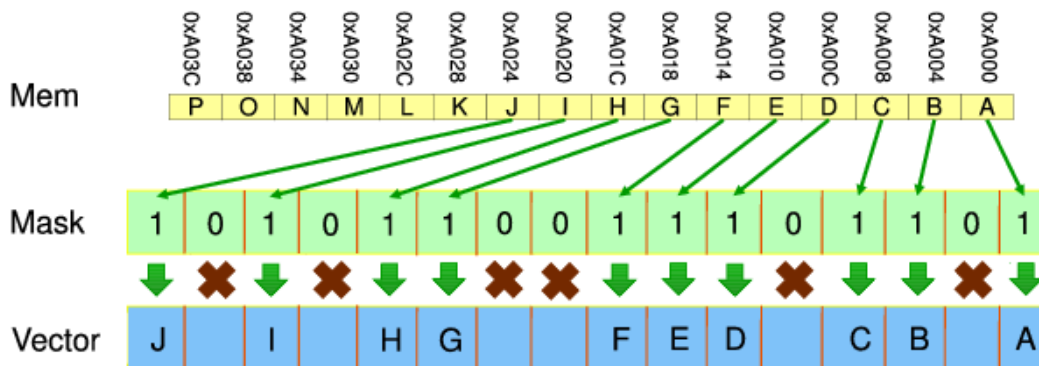 0xA03C 0xA038 0xA034 0xA030 0xA02C 0xA028 0xA024 0xA020 0xA01C 0xA018 0xA014 0xA010 0xA00C 0xA008 0xA004 0xA000
Mem P O N M L K J I H G F E D C B A
Mask 1 0 1 0 1 1 0 0 1 1 1 0 1 1 0 1
Vector J I H G F E D C B A